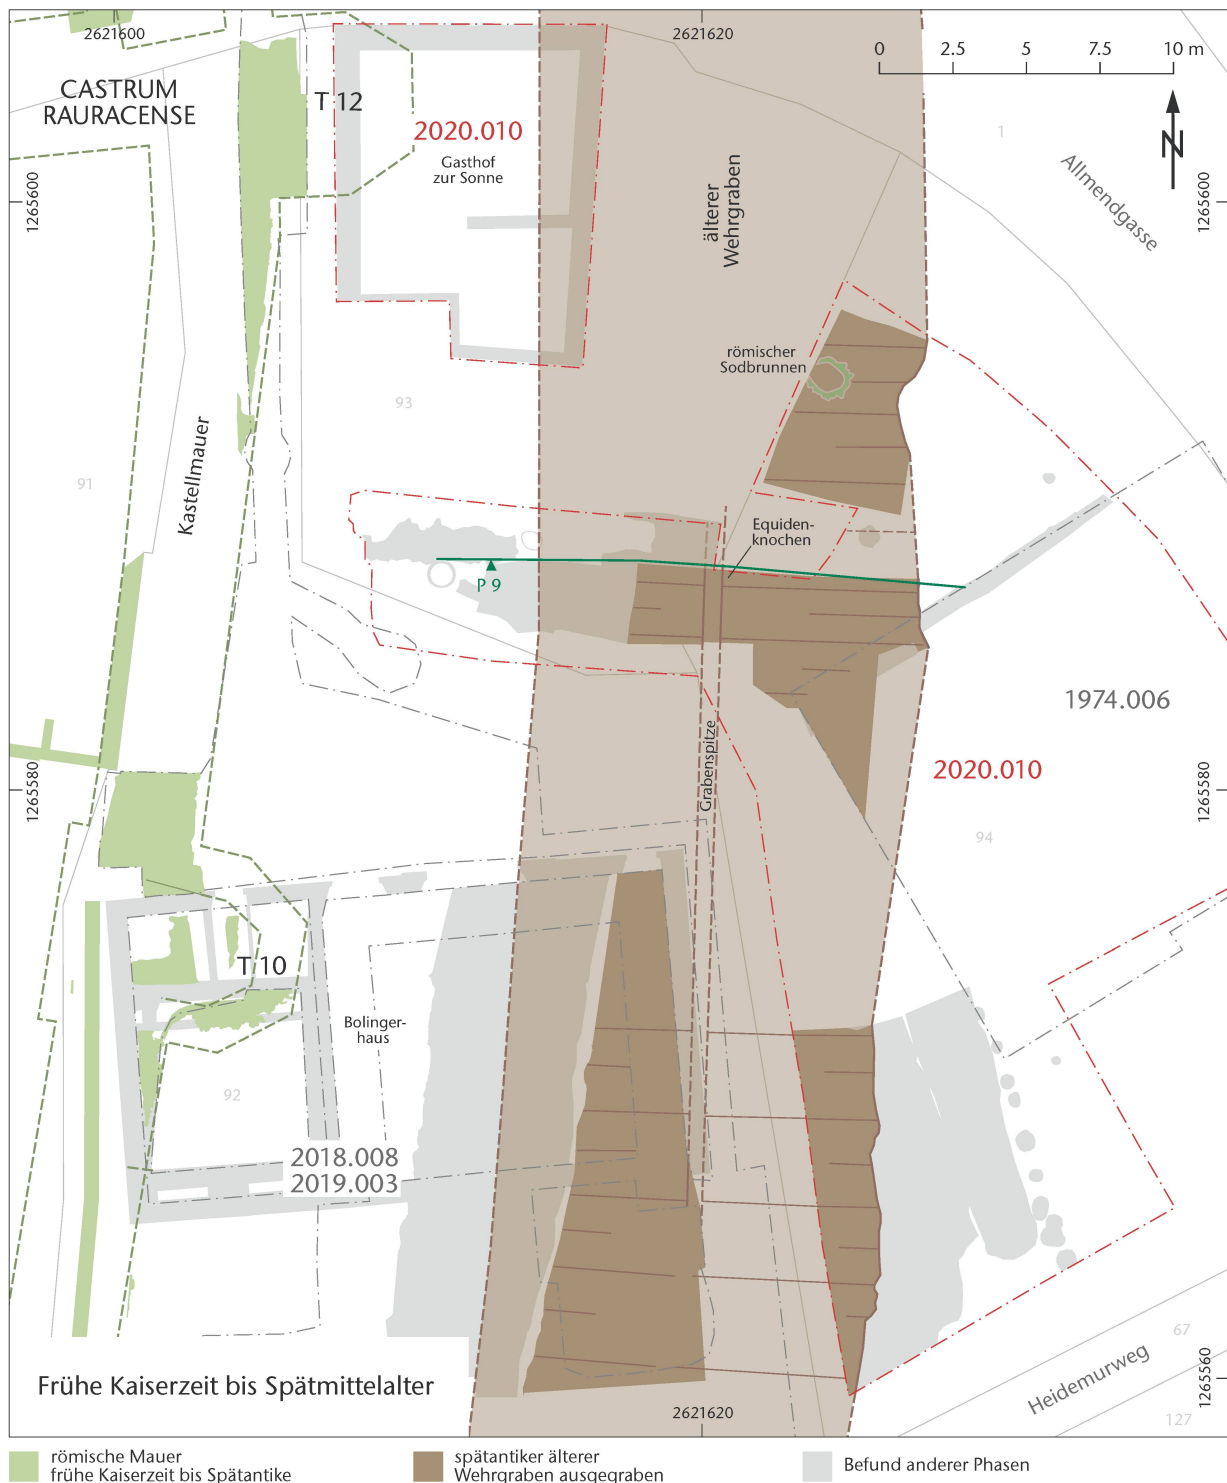 2621600
2621620
0 2.5 5 7.5 10 m
CASTRUM
RAURACENSE
T 12
2020.010
Gasthof
zur Sonne
N
1
Allmendgasse
1265600
1265600
älterer
Wehrgraben
römischer
Sodbrunnen
93
91
Kastellmauer
Equiden-
knochen
P 9
1974.006
Grabenspitze
2020.010
1265580
1265580
94
T 10
Bolinger-
haus
92
2018.008
2019.003
Heidemurweg
67
127
1265560
Frühe Kaiserzeit bis Spätmittelalter
2621620
römische Mauer
frühe Kaiserzeit bis Spätantike
spätantiker älterer
Wehrgraben ausgegraben
Befund anderer Phasen